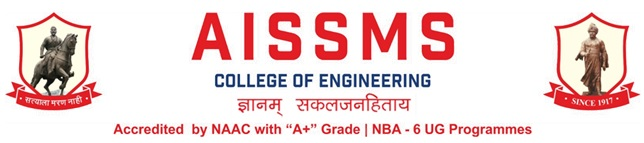 AISSMS
COLLEGE OF ENGINEERING
ज्ञानम् सकलजनहिताय
Accredited by NAAC with “A+” Grade | NBA - 6 UG Programmes
• सत्याला मरण नाही •
• SINCE 1917 •